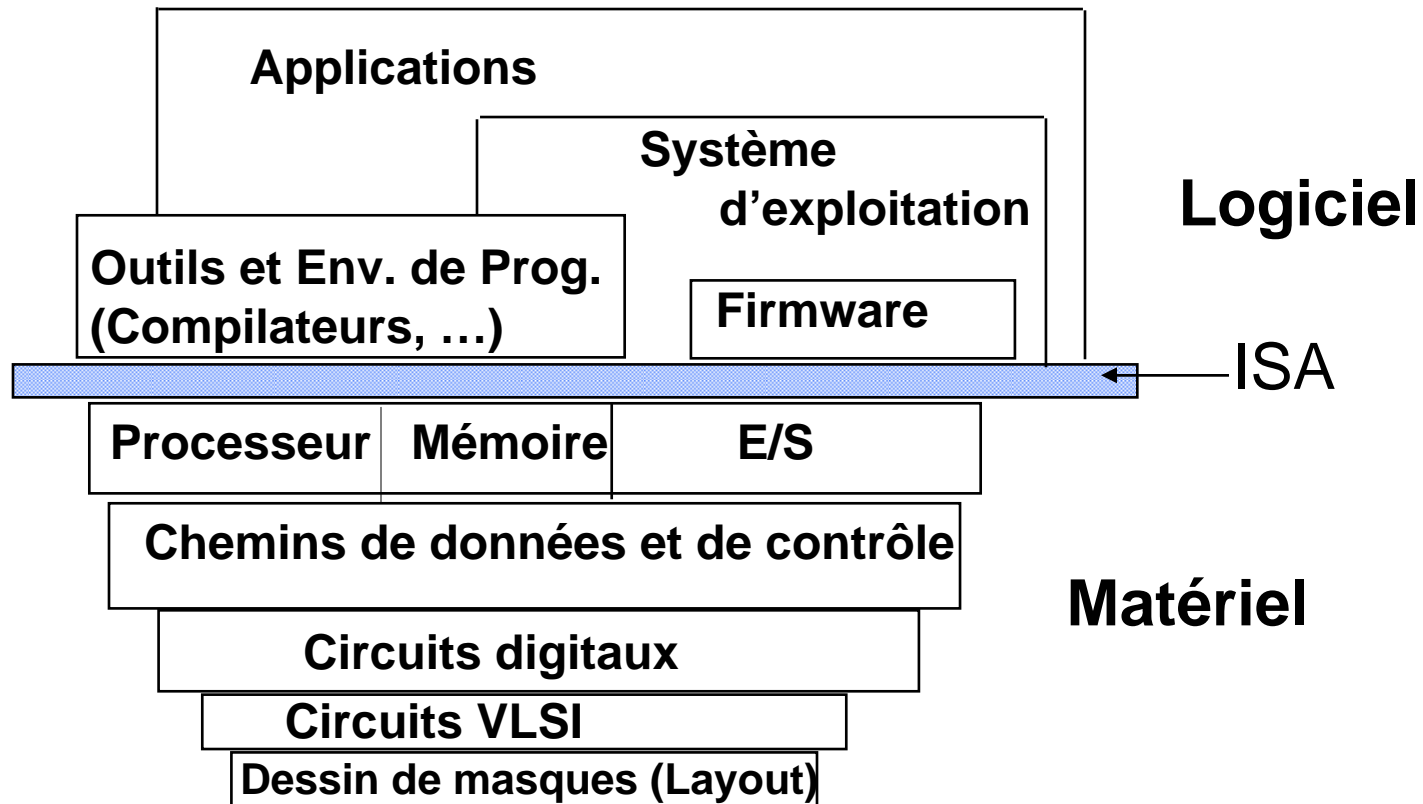 Applications
Système
d’exploitation
Logiciel
Outils et Env. de Prog.
(Compilateurs, …)
Firmware
ISA
Processeur
Mémoire
E/S
Chemins de données et de contrôle
Matériel
Circuits digitaux
Circuits VLSI
Dessin de masques (Layout)